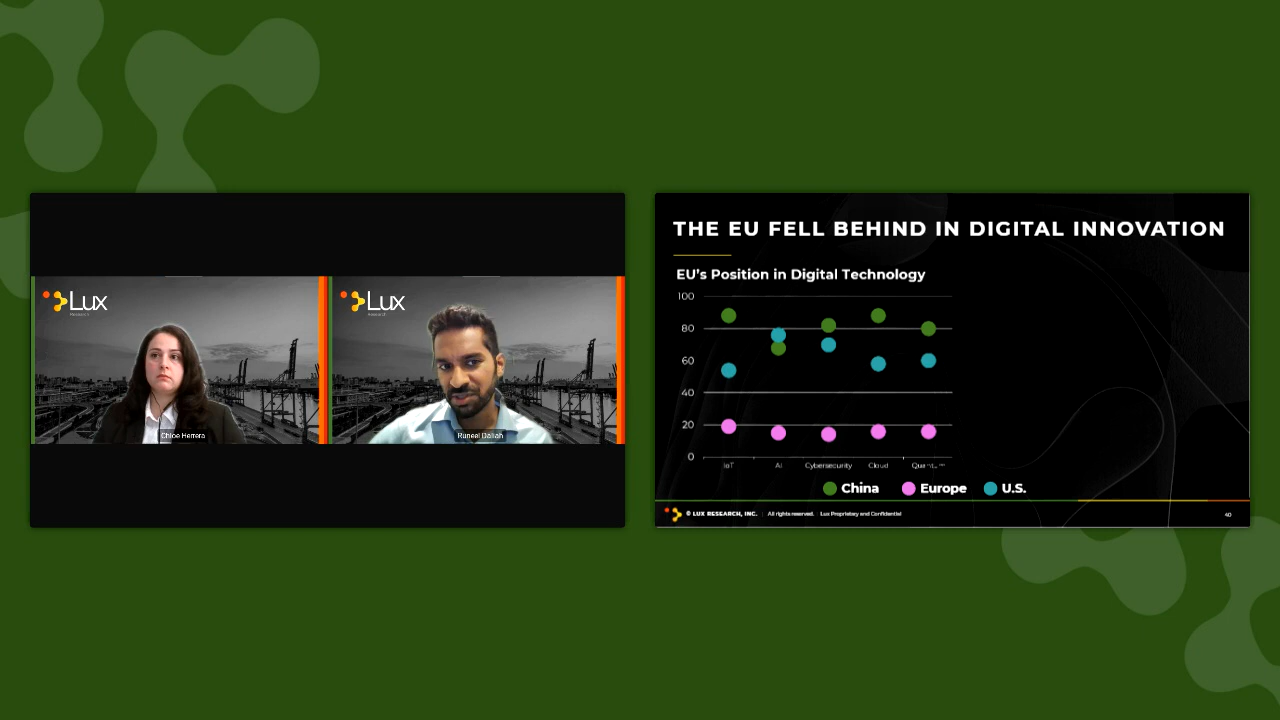 Lux
Research
Chloe Herrera
Lux
Research
THE EU FELL BEHIND IN DIGITAL INNOVATION
EU's Position in Digital Technology
100
80
60
40
20
0
IoT AI Cybersecurity Cloud
China Europe U.S.
© LUX RESEARCH, INC. | All rights reserved. Lux Proprietary and Confidential
40